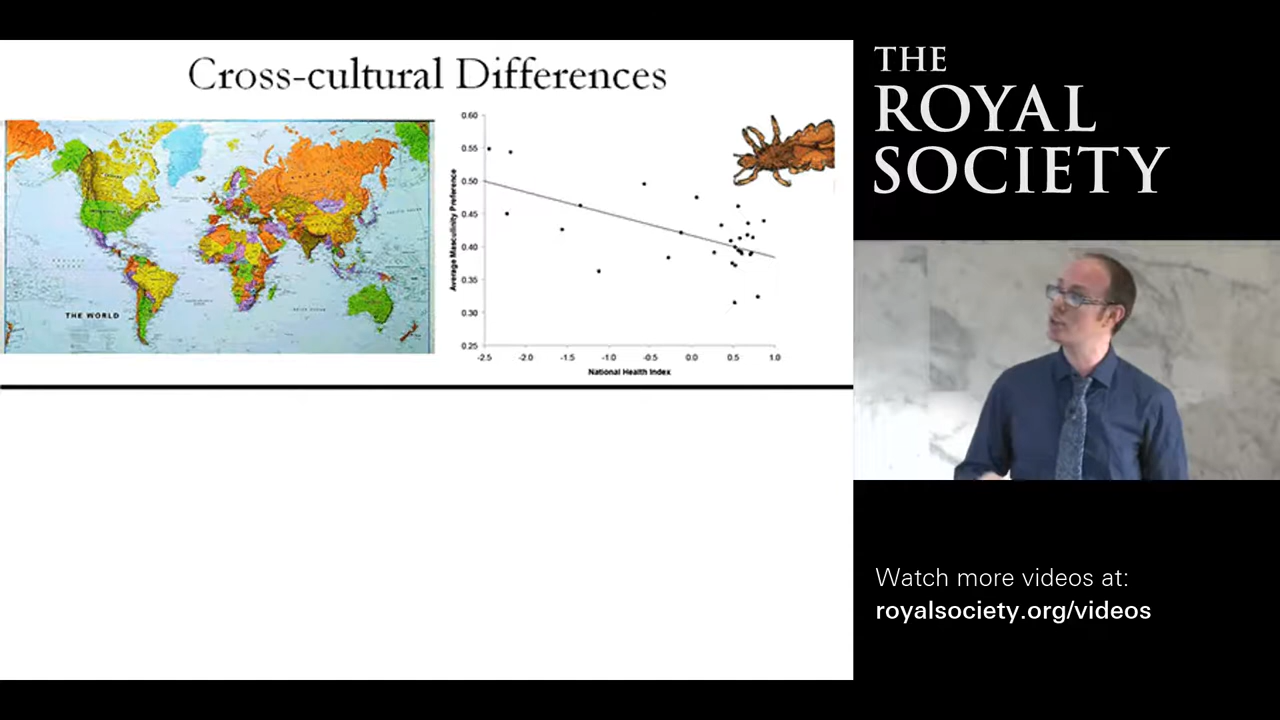 Cross-cultural Differences
THE WORLD
Average Masculinity Preference
0.60
0.55
0.50
0.45
0.40
0.35
0.30
0.25
-2.5 -2.0 -1.5 -1.0 -0.5 0.0 0.5 1.0
National Health Index
THE
ROYAL
SOCIETY
Watch more videos at:
royalsociety.org/videos